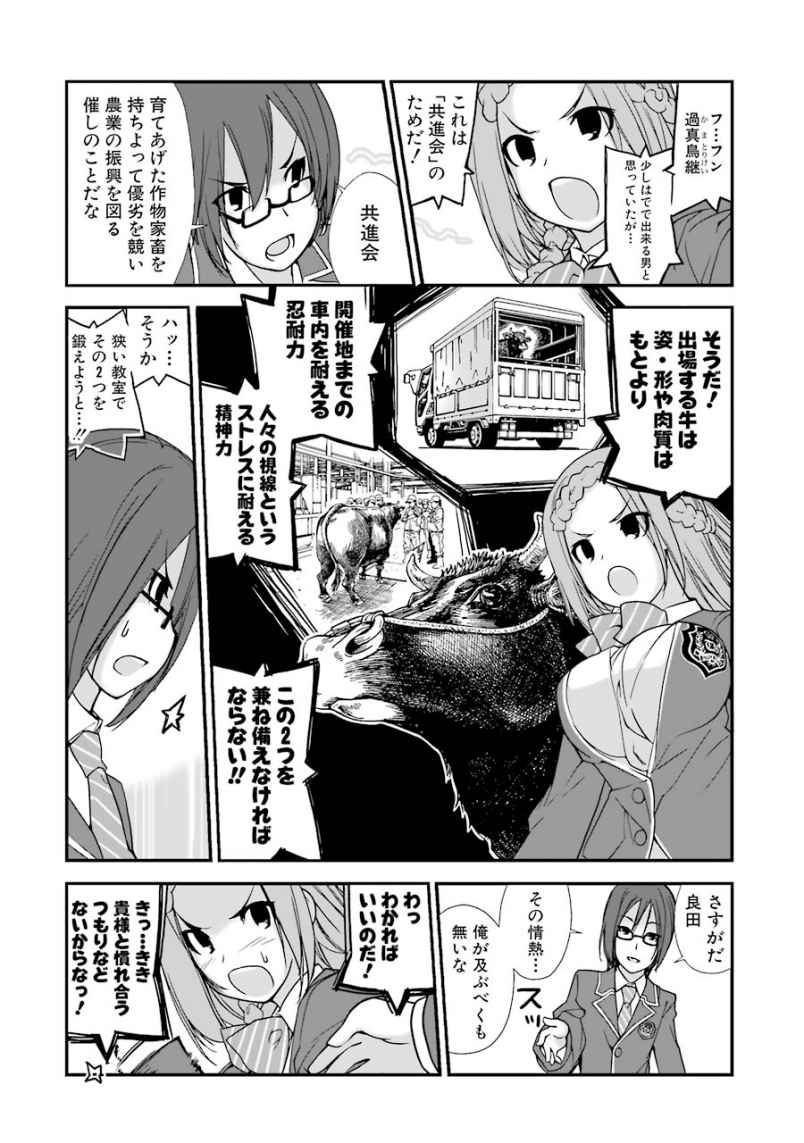 フ…フン
過真鳥継
かまとりけい
少しはでで出来る男と
思っていたが…
これは
「共進会」の
ためだ！
共進会
育てあげた作物家畜を
持ちよって優劣を競い
農業の振興を図る
催しのことだな
そうだ！
出場する牛は
姿・形や肉質は
もとより
開催地までの
車内を耐える
忍耐力
人々の視線という
ストレスに耐える
精神力
この2つを
兼ね備えなければ
ならない!!
ハッ…
そうか
狭い教室で
その2つを
鍛えようと…!!
さすがだ
良田
その情熱…
俺が及ぶべくも
無いな
スッ
わっ
わかれば
いいのだ！
きっ…きき
貴様と慣れ合う
つもりなど
ないからなっ！